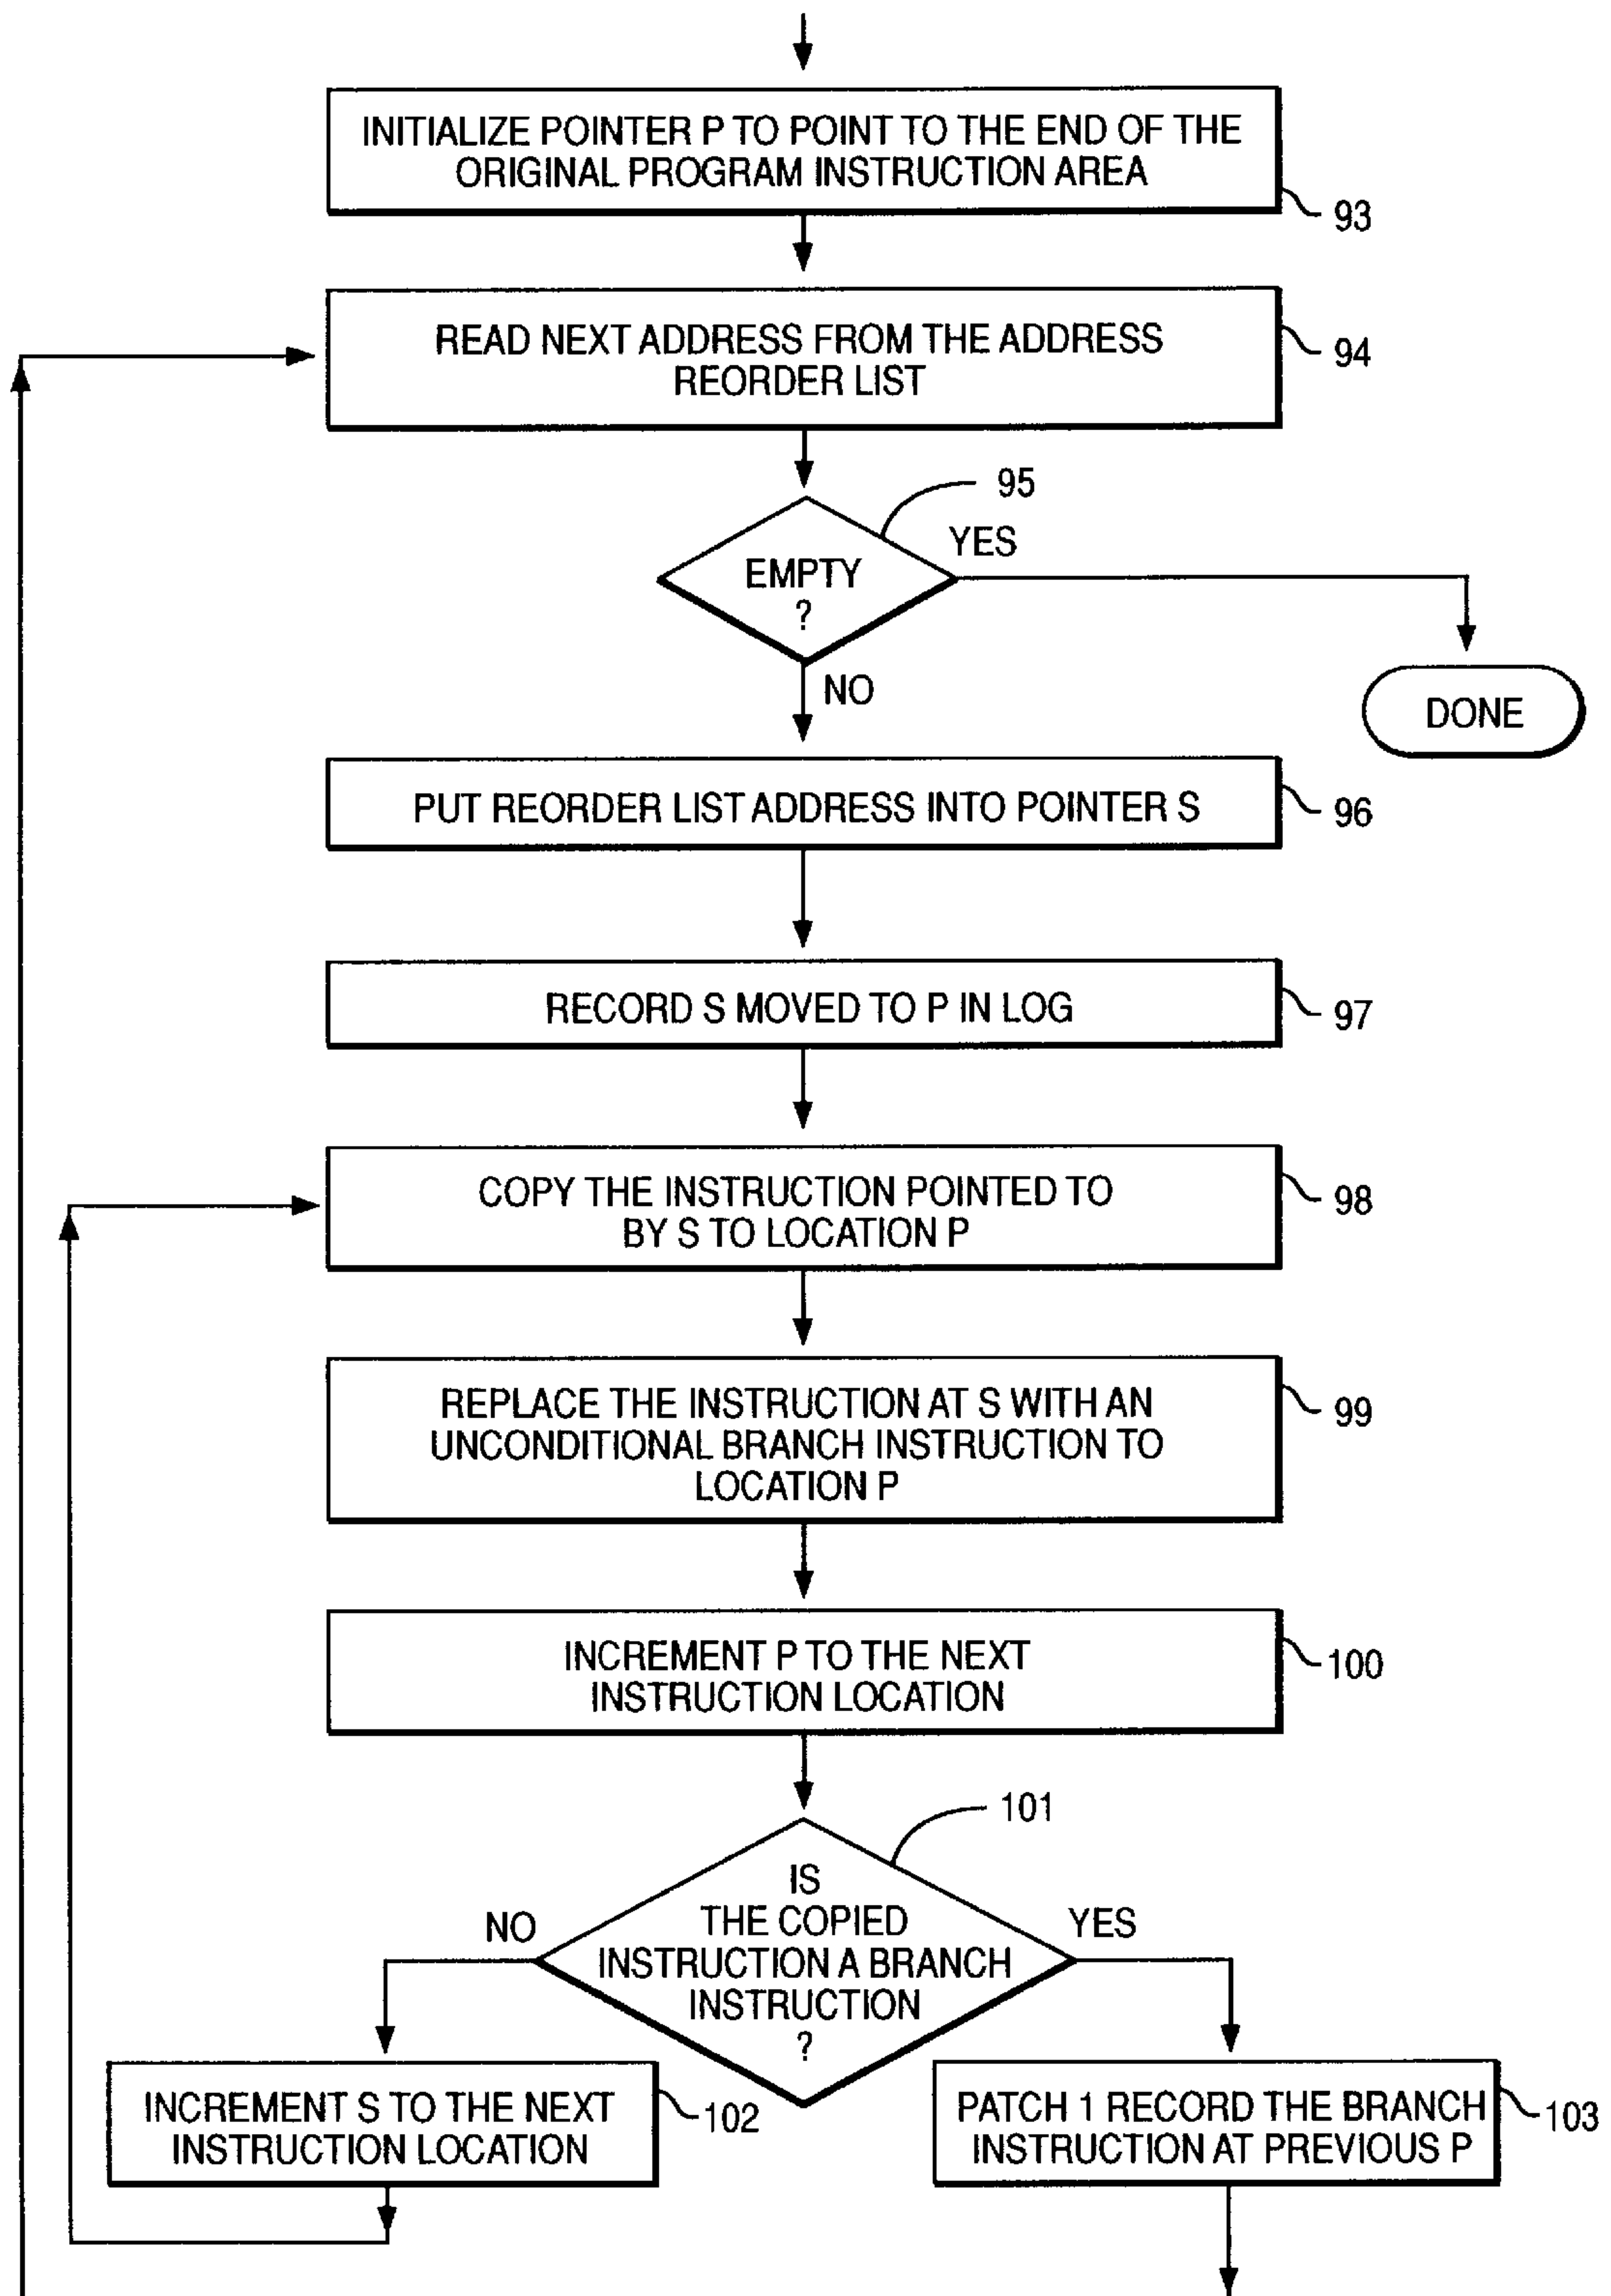 INITIALIZE POINTER P TO POINT TO THE END OF THE
ORIGINAL PROGRAM INSTRUCTION AREA
93
READ NEXT ADDRESS FROM THE ADDRESS
REORDER LIST
94
95
YES
EMPTY
?
NO
DONE
PUT REORDER LIST ADDRESS INTO POINTER S
96
RECORD S MOVED TO P IN LOG
97
COPY THE INSTRUCTION POINTED TO
BY S TO LOCATION P
98
REPLACE THE INSTRUCTION AT S WITH AN
UNCONDITIONAL BRANCH INSTRUCTION TO
LOCATION P
99
INCREMENT P TO THE NEXT
INSTRUCTION LOCATION
100
101
IS
THE COPIED
INSTRUCTION A BRANCH
INSTRUCTION
?
NO
YES
INCREMENT S TO THE NEXT
INSTRUCTION LOCATION
102
PATCH 1 RECORD THE BRANCH
INSTRUCTION AT PREVIOUS P
103